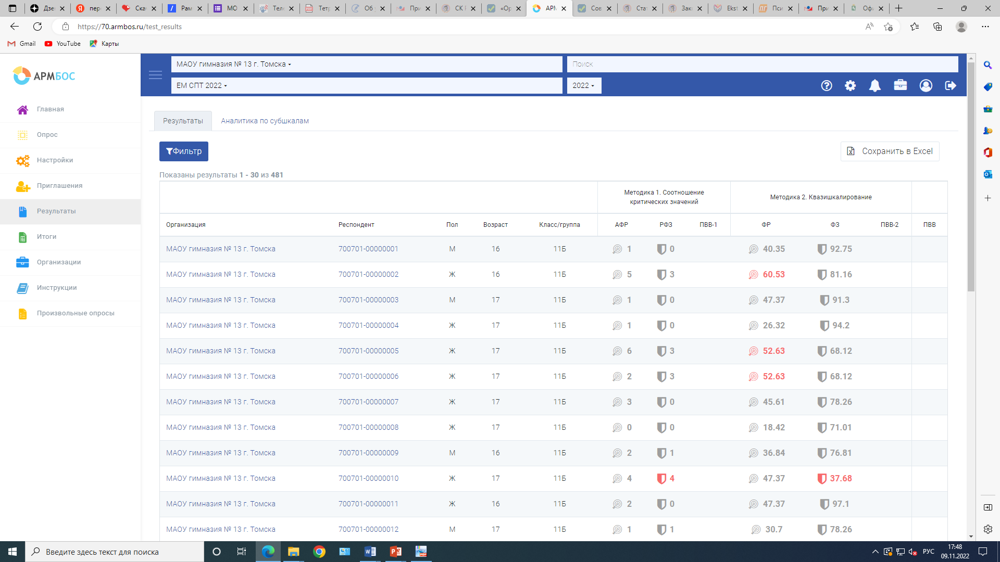 Дзен
пер
Ска
Рам
МО
Теле
Тетр
Об у
При
СК Р
«Ор
АРМ
Сов
Стат
Зако
Ekst
Пси
При
Офи
https://70.armbos.ru/test_results
Gmail YouTube Карты
АРМБОС
МАОУ гимназия № 13 г. Томска
Поиск
ЕМ СПТ 2022
2022
Главная
Опрос
Настройки
Приглашения
Результаты
Итоги
Организации
Инструкции
Произвольные опросы
Результаты Аналитика по субшкалам
Фильтр
Сохранить в Excel
Показаны результаты 1 - 30 из 481
Методика 1. Соотношение
критических значений
Методика 2. Квазишкалирование
Организация Респондент Пол Возраст Класс/группа АФР РФЗ ПВВ-1 ФР ФЗ ПВВ-2 ПВВ
МАОУ гимназия № 13 г. Томска 700701-00000001 М 16 11Б 1 0 40.35 92.75
МАОУ гимназия № 13 г. Томска 700701-00000002 Ж 16 11Б 5 3 60.53 81.16
МАОУ гимназия № 13 г. Томска 700701-00000003 М 17 11Б 1 0 47.37 91.3
МАОУ гимназия № 13 г. Томска 700701-00000004 Ж 17 11Б 1 0 26.32 94.2
МАОУ гимназия № 13 г. Томска 700701-00000005 Ж 17 11Б 6 3 52.63 68.12
МАОУ гимназия № 13 г. Томска 700701-00000006 Ж 17 11Б 2 3 52.63 68.12
МАОУ гимназия № 13 г. Томска 700701-00000007 Ж 17 11Б 3 0 45.61 78.26
МАОУ гимназия № 13 г. Томска 700701-00000008 Ж 17 11Б 0 0 18.42 71.01
МАОУ гимназия № 13 г. Томска 700701-00000009 М 16 11Б 2 1 36.84 76.81
МАОУ гимназия № 13 г. Томска 700701-00000010 Ж 17 11Б 4 4 47.37 37.68
МАОУ гимназия № 13 г. Томска 700701-00000011 Ж 16 11Б 2 0 47.37 97.1
МАОУ гимназия № 13 г. Томска 700701-00000012 М 17 11Б 1 1 30.7 78.26
Введите здесь текст для поиска
РУС
17:48
09.11.2022